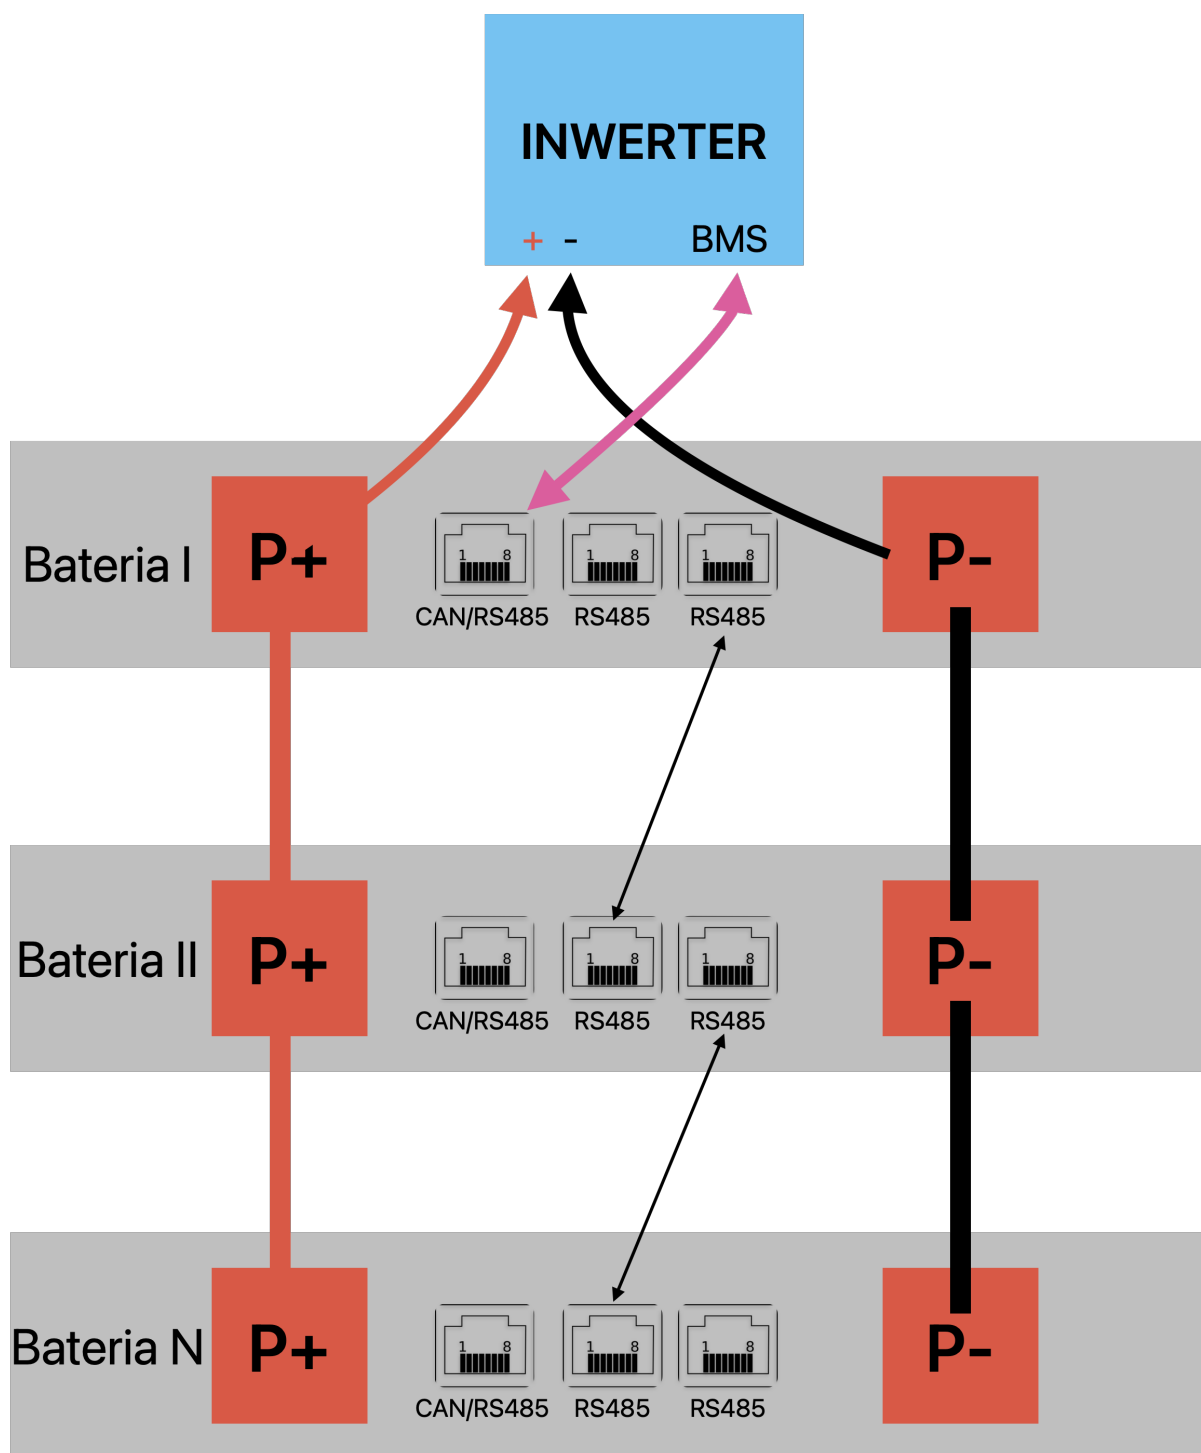 INWERTER
+ - BMS
Bateria I P+ 1 8 1 8 1 8 P-
CAN/RS485 RS485 RS485
Bateria II P+ 1 8 1 8 1 8 P-
CAN/RS485 RS485 RS485
Bateria N P+ 1 8 1 8 1 8 P-
CAN/RS485 RS485 RS485